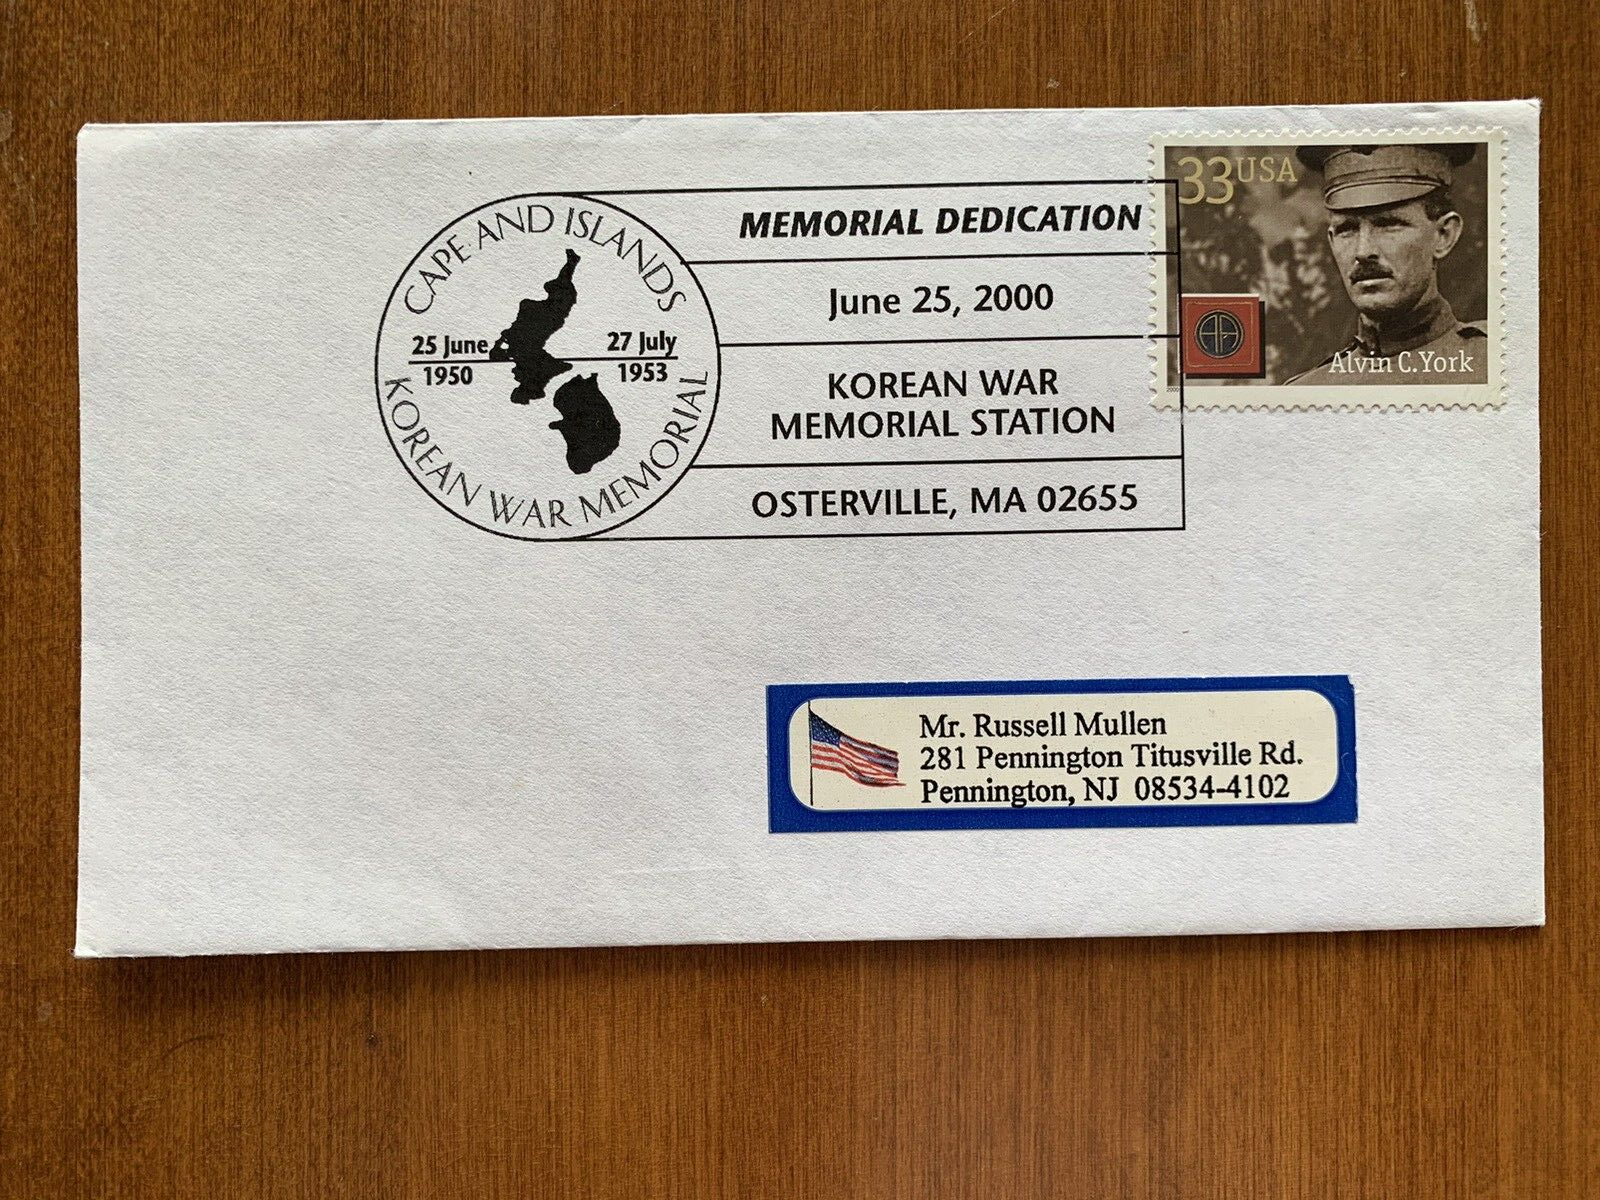 CAPE AND ISLANDS
25 June 1950
27 July 1953
KOREAN WAR MEMORIAL
MEMORIAL DEDICATION
June 25, 2000
KOREAN WAR
MEMORIAL STATION
OSTERVILLE, MA 02655
33 USA
Alvin C. York
2000
Mr. Russell Mullen
281 Pennington Titusville Rd.
Pennington, NJ 08534-4102